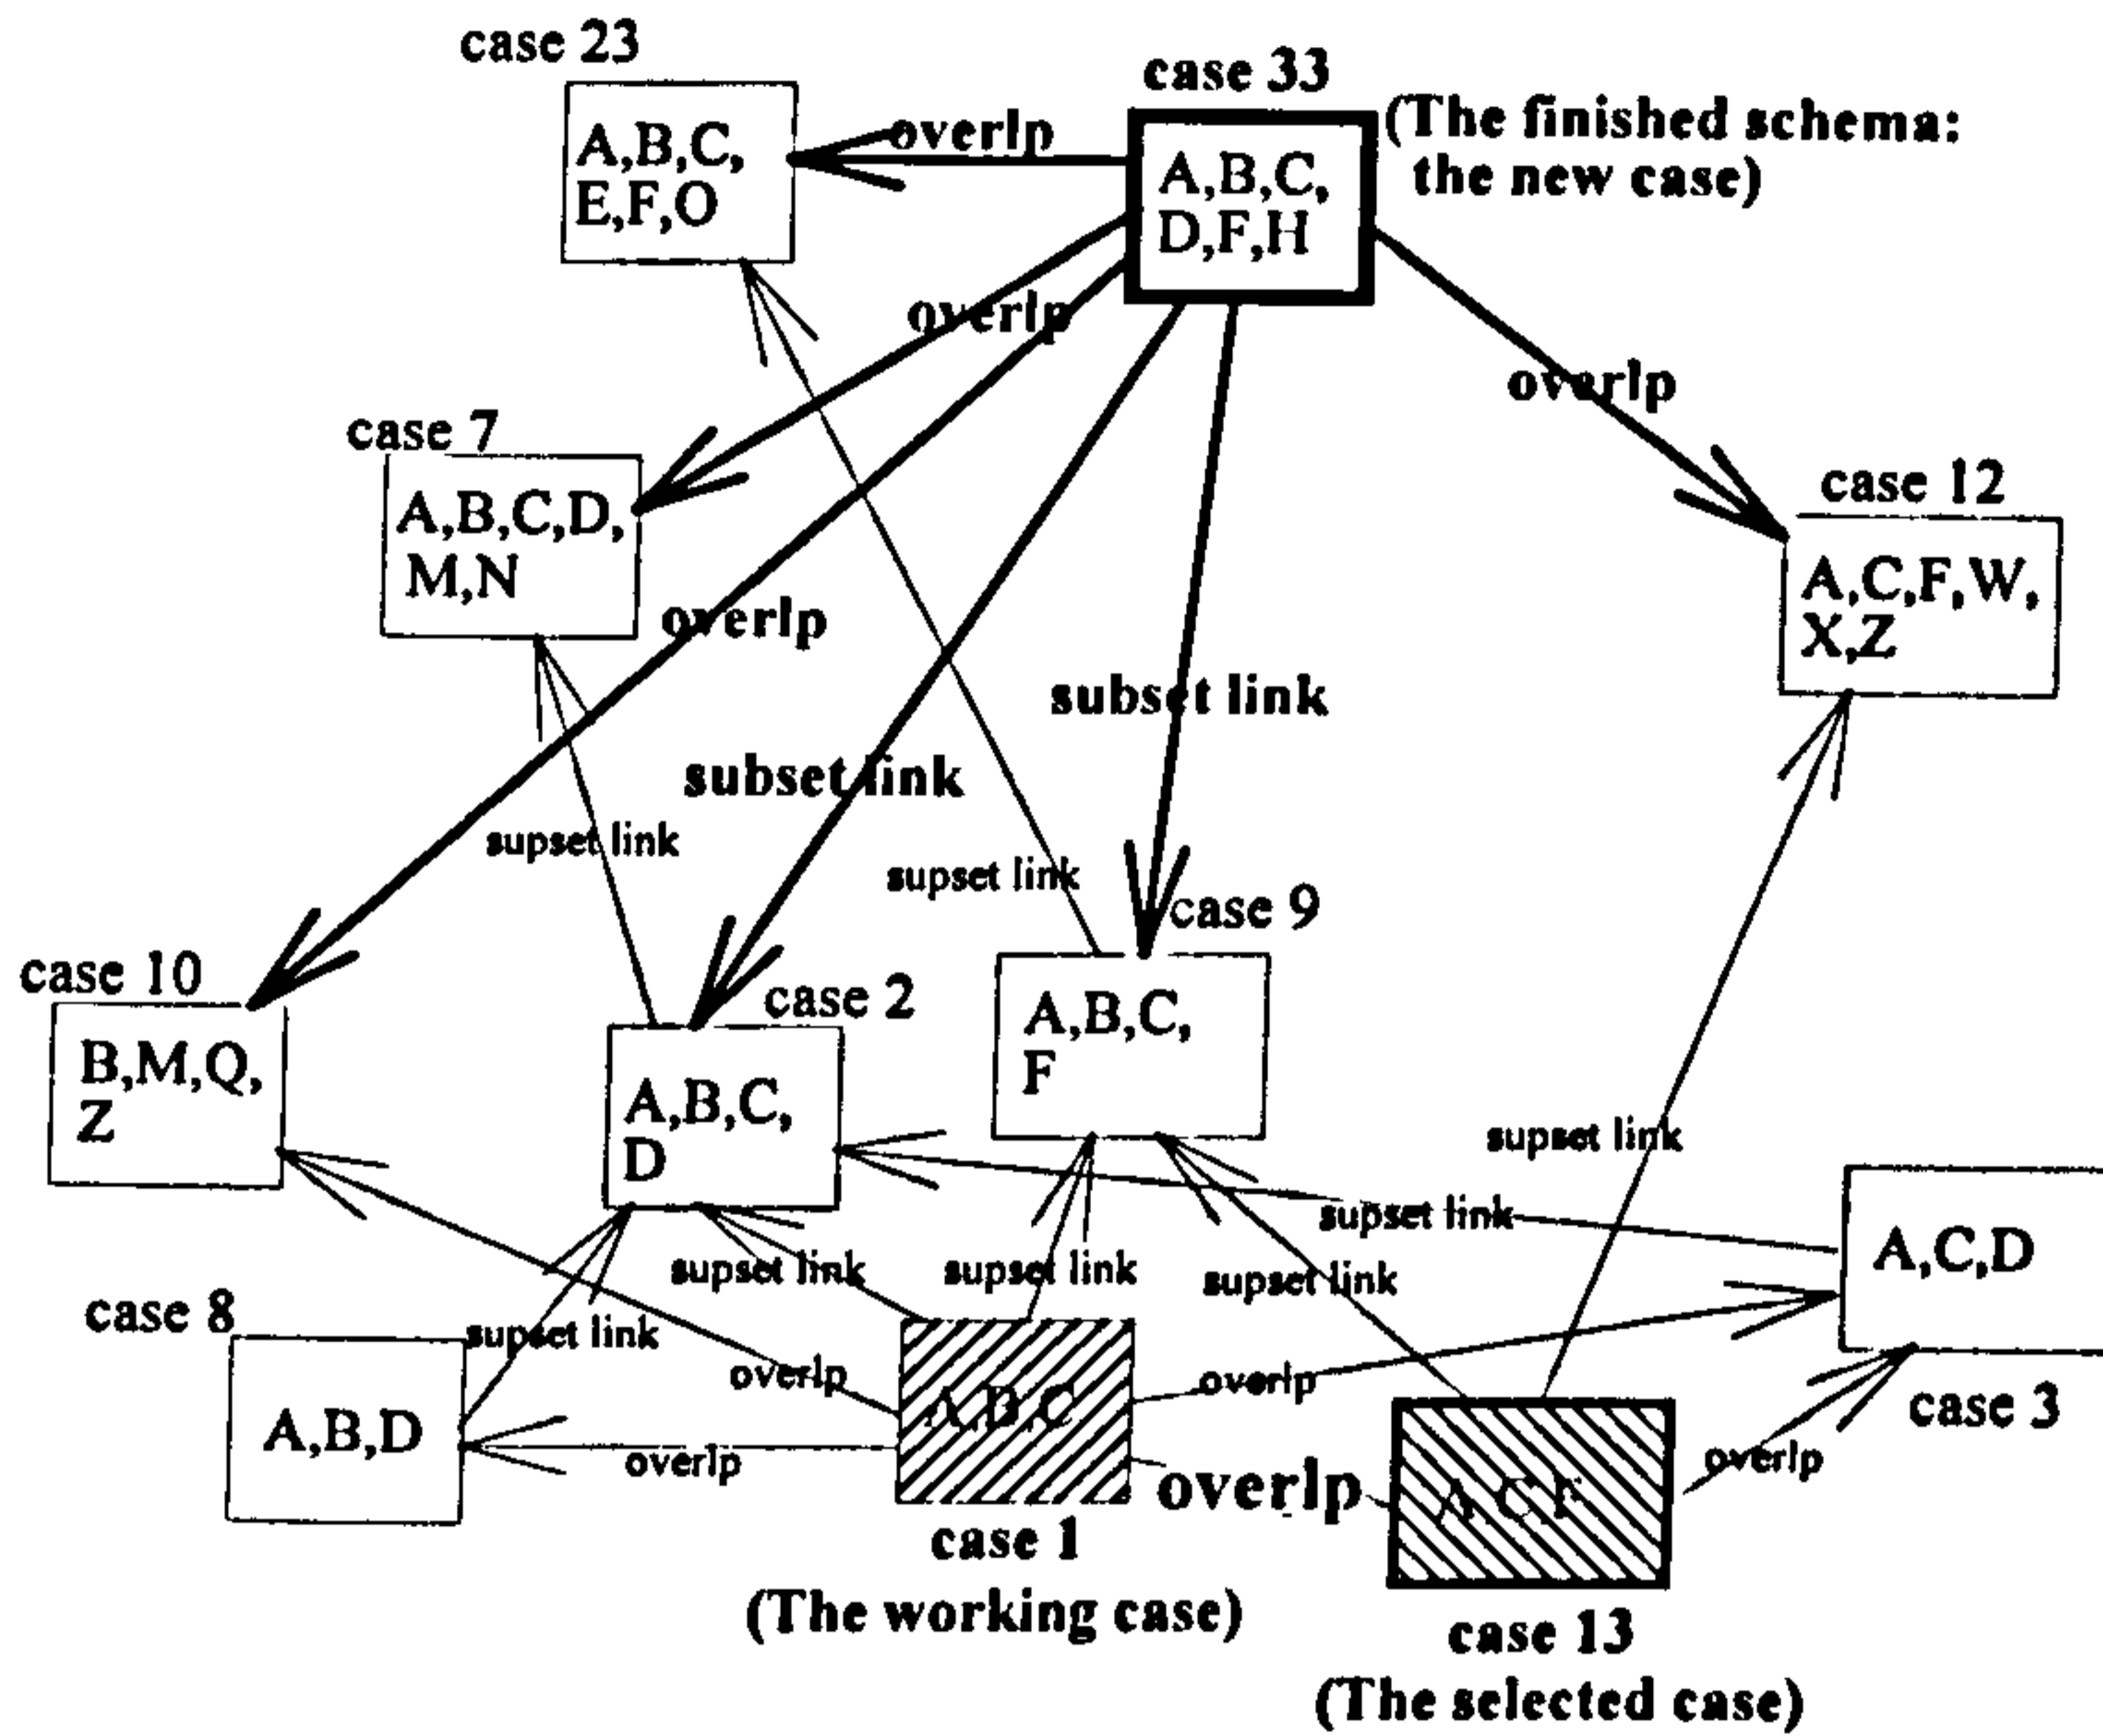 case 23
case 33
(The finished schema:
the new case)
A,B,C,
E,F,O
overlp
A,B,C,
D,F,H
overlp
overlp
case 7
A,B,C,D,
M,N
case 12
A,C,F,W,
X,Z
overlp
subset link
subset link
supset link
supset link
case 9
case 10
case 2
A,B,C,
F
B,M,Q,
Z
A,B,C,
D
supset link
supset link
A,C,D
supset link
supset link
supset link
case 8
supset link
overlp
overlp
case 3
A,B,D
A,B,C
overlp
overlp
overlp
A,C,F
case 1
(The working case)
case 13
(The selected case)